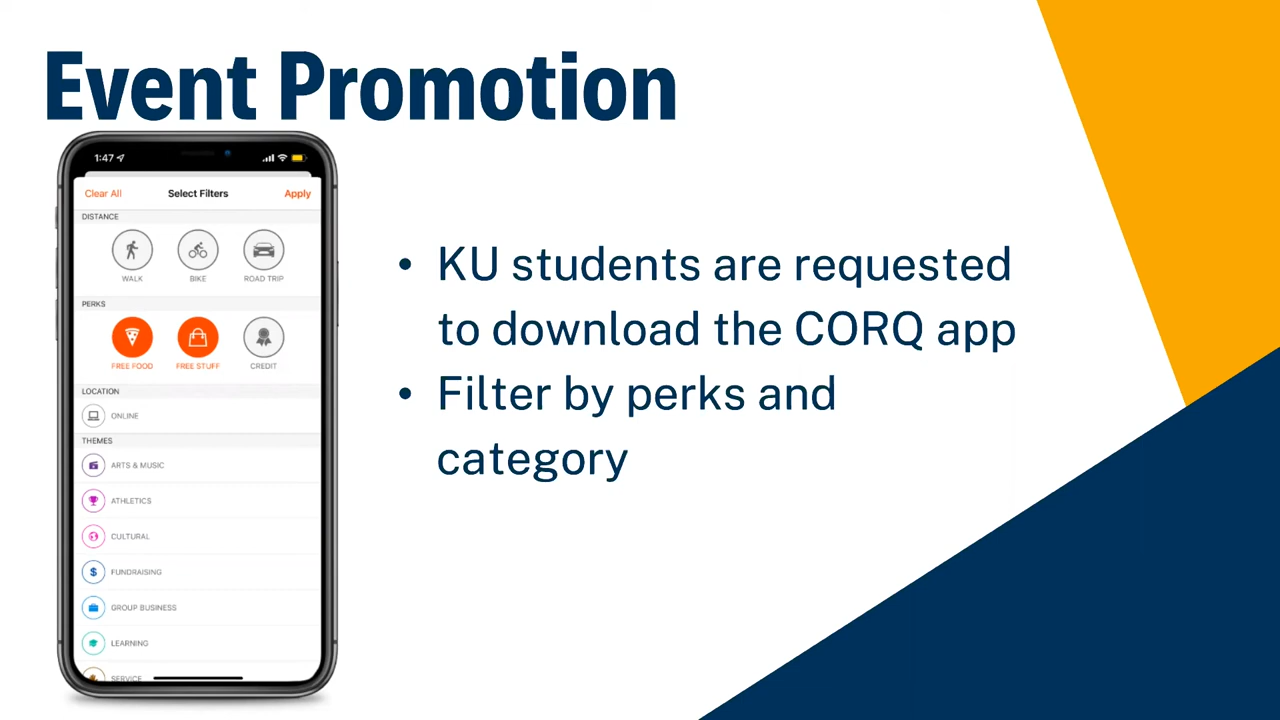 Event Promotion
1:47
Clear All Select Filters Apply
DISTANCE
WALK BIKE ROAD TRIP
PERKS
FREE FOOD FREE STUFF CREDIT
LOCATION
ONLINE
THEMES
ARTS & MUSIC
ATHLETICS
CULTURAL
FUNDRAISING
GROUP BUSINESS
LEARNING
SERVICE
• KU students are requested
to download the CORQ app
• Filter by perks and
category